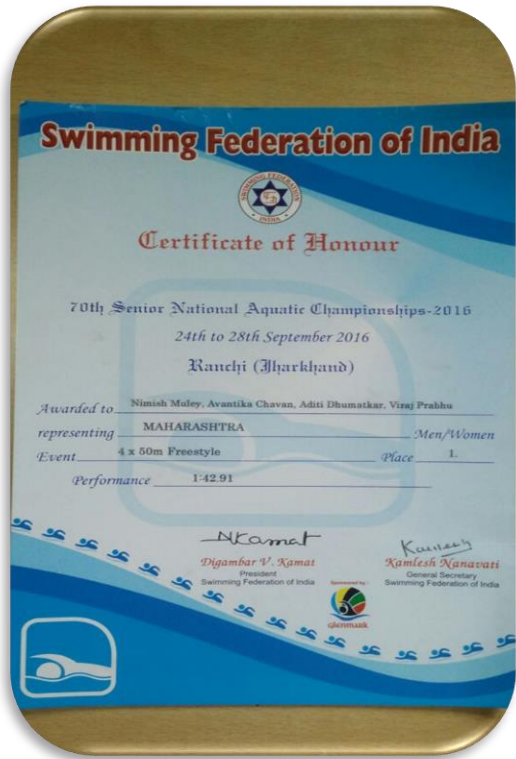 Swimming Federation of India
SWIMMING FEDERATION
INDIA
Certificate of Honour
70th Senior National Aquatic Championships-2016
24th to 28th September 2016
Ranchi (Jharkhand)
Awarded to Nimish Muley, Avantika Chavan, Aditi Dhumatkar, Viraj Prabhu
representing MAHARASHTRA Men/Women
Event 4 x 50m Freestyle Place 1.
Performance 1:42.91
NKamat
Digambar V. Kamat
President
Swimming Federation of India
Kamlesh Nanavati
General Secretary
Swimming Federation of India
Sponsored by :
Glenmark